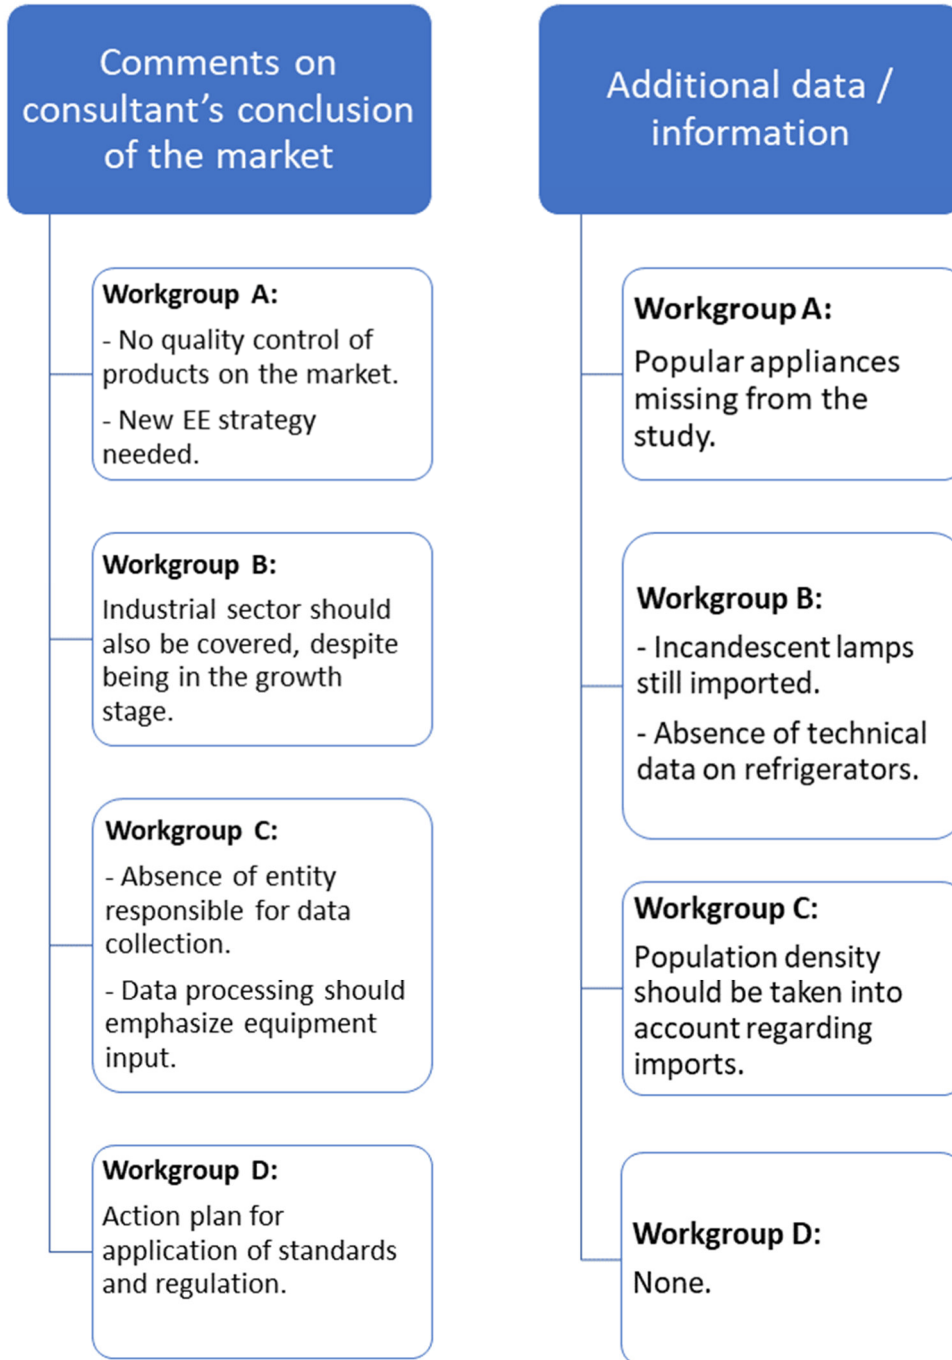 Comments on
consultant’s conclusion
of the market
Workgroup A:
- No quality control of
products on the market.
- New EE strategy
needed.
Workgroup B:
Industrial sector should
also be covered, despite
being in the growth
stage.
Workgroup C:
- Absence of entity
responsible for data
collection.
- Data processing should
emphasize equipment
input.
Workgroup D:
Action plan for
application of standards
and regulation.
Additional data /
information
Workgroup A:
Popular appliances
missing from the
study.
Workgroup B:
- Incandescent lamps
still imported.
- Absence of technical
data on refrigerators.
Workgroup C:
Population density
should be taken into
account regarding
imports.
Workgroup D:
None.